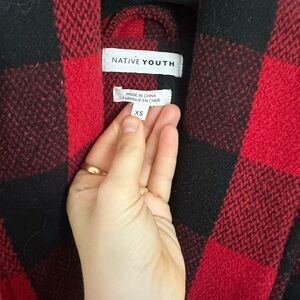 NATIVE YOUTH
MADE IN CHINA
FABRIQUÉ EN CHINE
XS